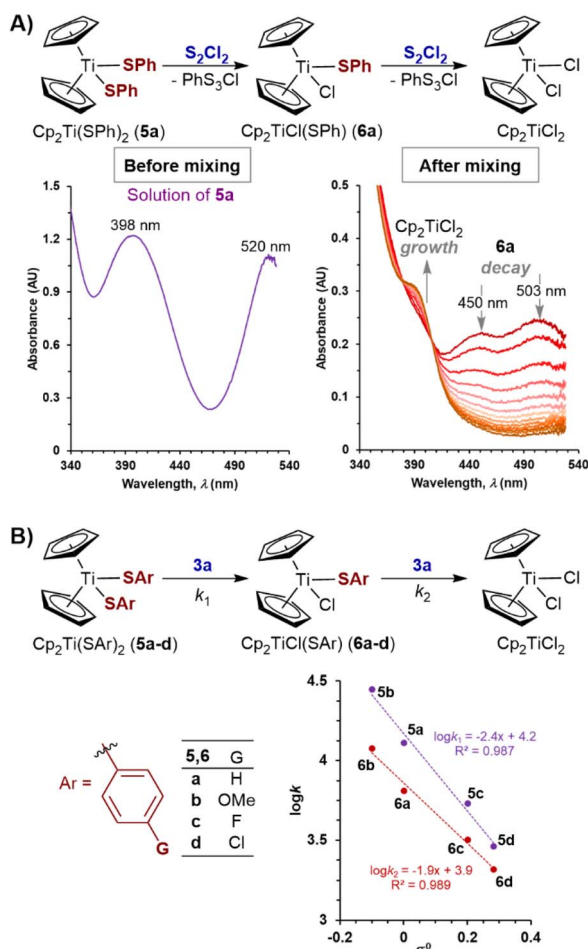 A)
Ti SPh SPh S₂Cl₂ - PhS₃Cl Ti SPh Cl S₂Cl₂ - PhS₃Cl Ti Cl Cl
Cp₂Ti(SPh)₂ (5a) Cp₂TiCl(SPh) (6a) Cp₂TiCl₂
Before mixing
Solution of 5a
398 nm
520 nm
Absorbance (AU)
1.5
1.2
0.9
0.6
0.3
0
340 390 440 490 540
Wavelength, λ (nm)
After mixing
Cp₂TiCl₂
growth
6a
decay
450 nm
503 nm
Absorbance (AU)
0.5
0.4
0.3
0.2
0.1
0
340 390 440 490 540
Wavelength, λ (nm)
B)
Ti SAr SAr 3a k₁ Ti SAr Cl 3a k₂ Ti Cl Cl
Cp₂Ti(SAr)₂ (5a-d) Cp₂TiCl(SAr) (6a-d) Cp₂TiCl₂
Ar =
G
5,6 G
a H
b OMe
c F
d Cl
logk
4.5
4
3.5
3
5b
5a
5c
5d
6b
6a
6c
6d
logk₁ = -2.4x + 4.2
R² = 0.987
logk₂ = -1.9x + 3.9
R² = 0.989
-0.2 0 0.2 0.4